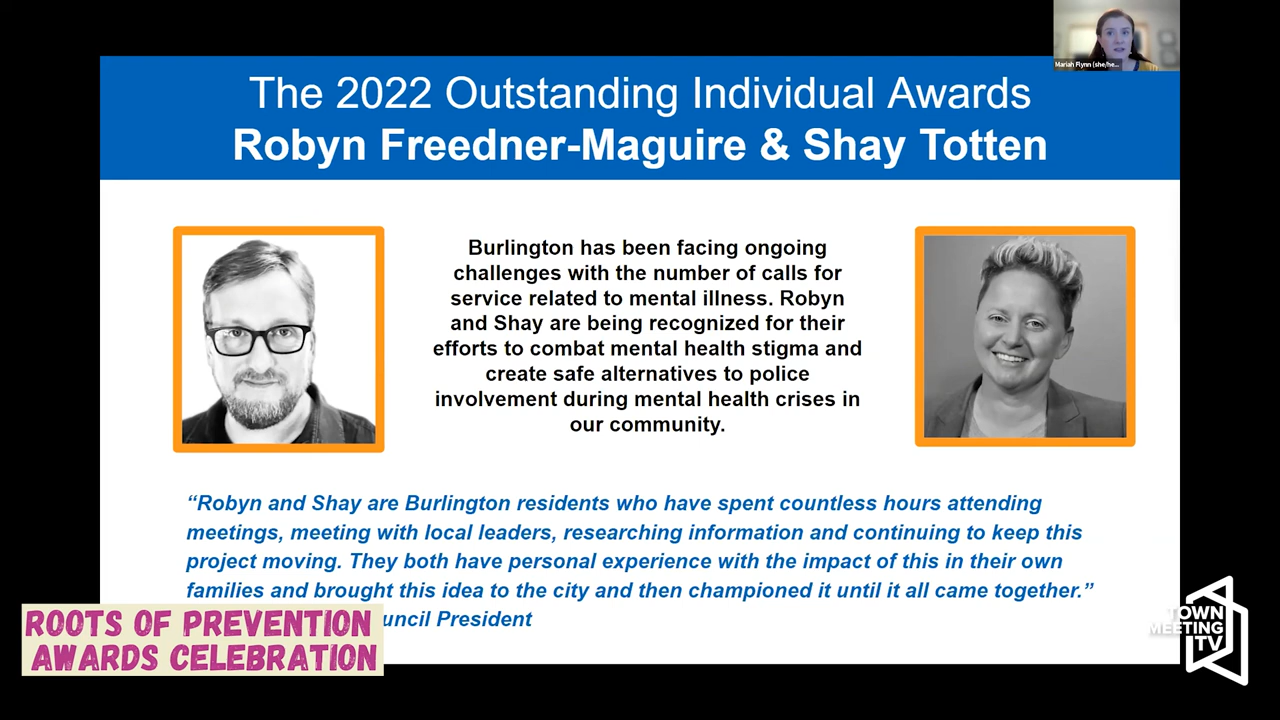 Mariah Flynn (she/he...
The 2022 Outstanding Individual Awards
Robyn Freedner-Maguire & Shay Totten
Burlington has been facing ongoing
challenges with the number of calls for
service related to mental illness. Robyn
and Shay are being recognized for their
efforts to combat mental health stigma and
create safe alternatives to police
involvement during mental health crises in
our community.
“Robyn and Shay are Burlington residents who have spent countless hours attending
meetings, meeting with local leaders, researching information and continuing to keep this
project moving. They both have personal experience with the impact of this in their own
families and brought this idea to the city and then championed it until it all came together.”
President
ROOTS OF PREVENTION
AWARDS CELEBRATION
TOWN
MEETING
TV